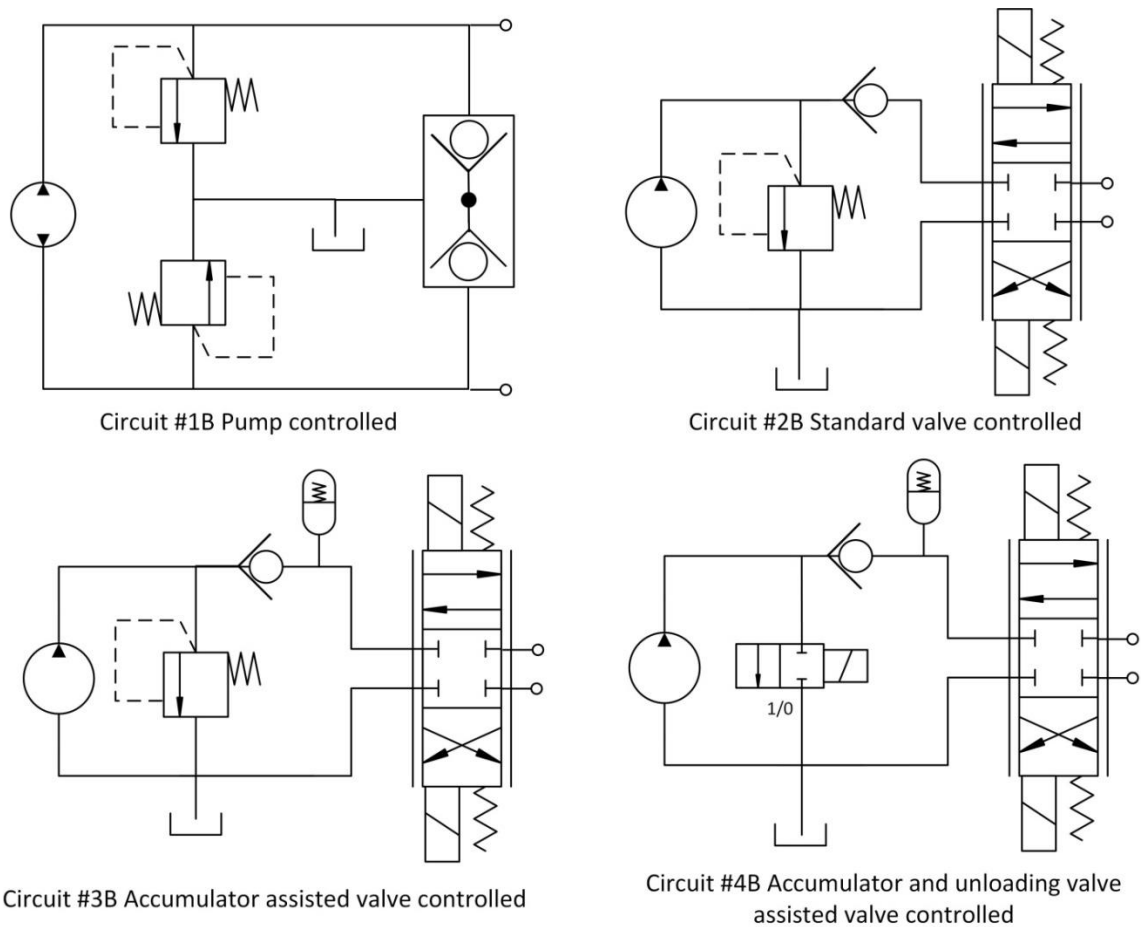 Circuit #1B Pump controlled
Circuit #2B Standard valve controlled
1/0
Circuit #3B Accumulator assisted valve controlled
Circuit #4B Accumulator and unloading valve
assisted valve controlled